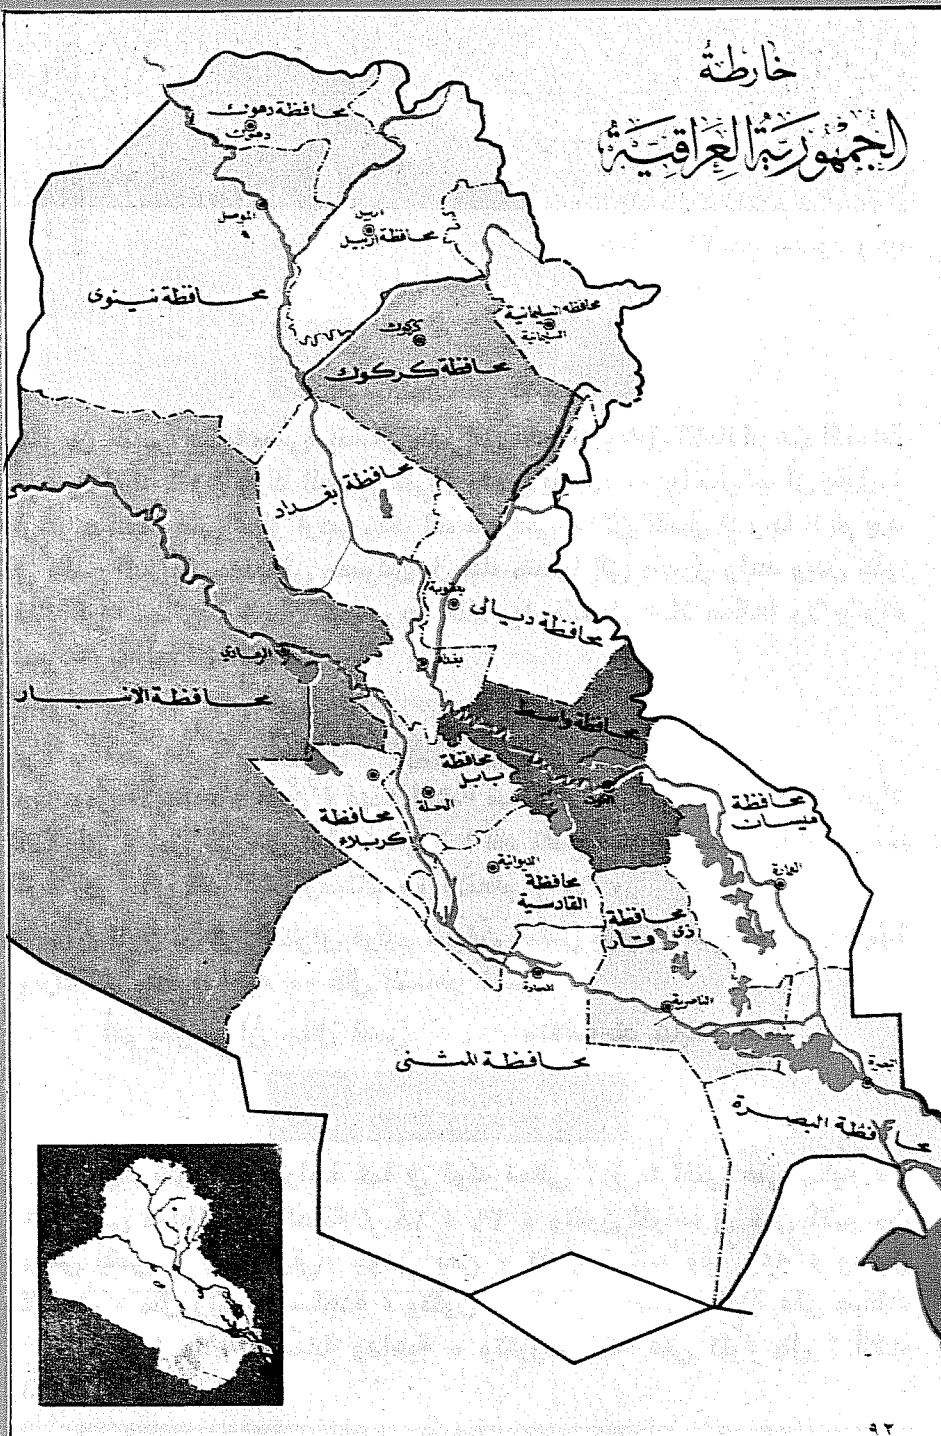 خارطة
الجمهورية العراقية
محافظة دهوك
دهوك
الموصل
اربيل
محافظة اربيل
محافظة نينوى
محافظة السليمانية
السليمانية
كركوك
محافظة كركوك
محافظة بغداد
بعقوبة
محافظة ديالى
الرمادي
بغداد
محافظة الانبار
محافظة واسط
محافظة
بابل
الكوت
الحلة
محافظة
ميسان
محافظة
كربلاء
الديوانية
العمارة
محافظة
القادسية
محافظة
ذي قار
السماوة
الناصرية
محافظة المثنى
محافظة البصرة
٩٢